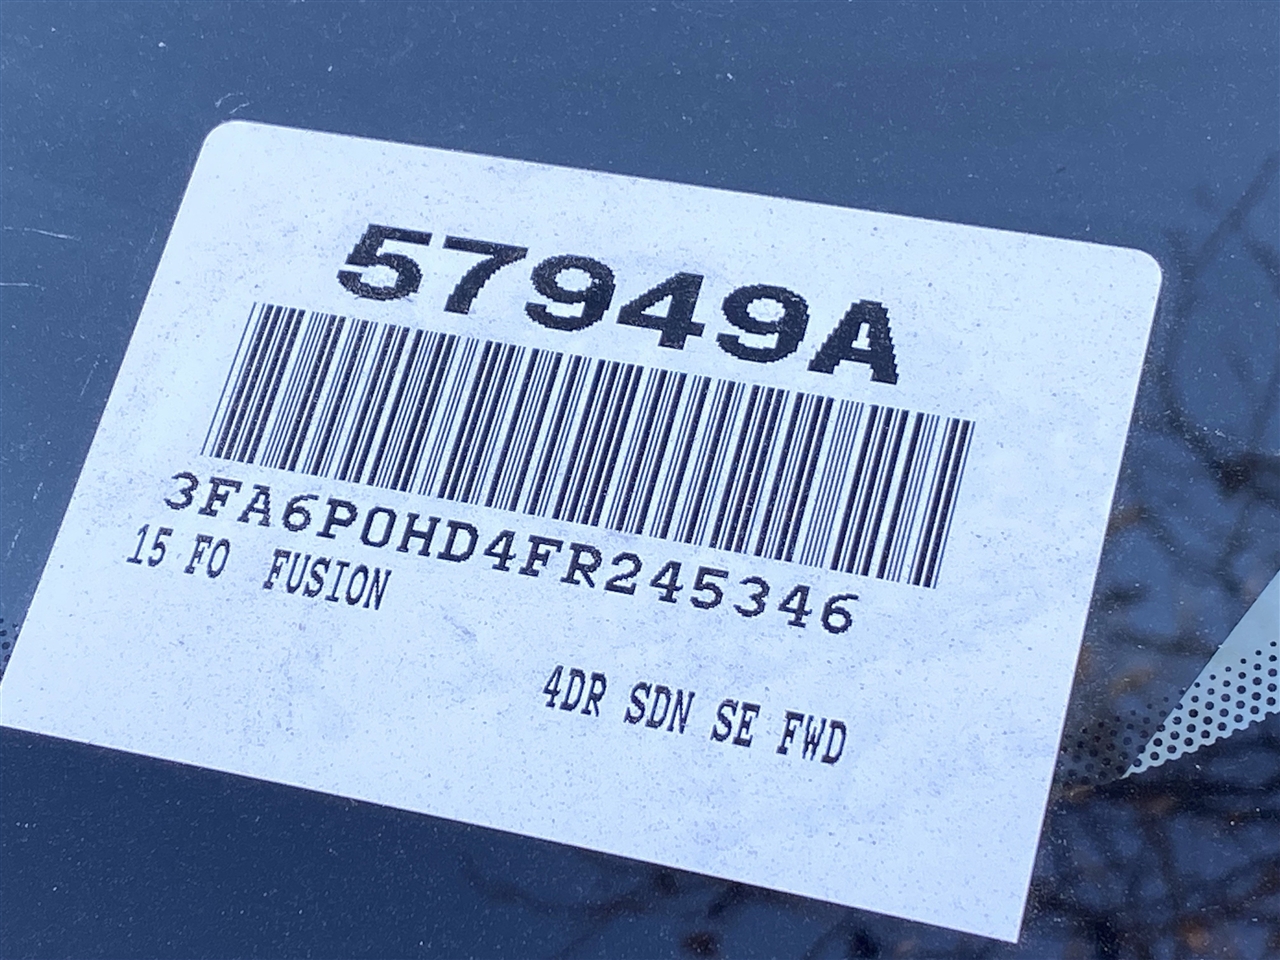 57949A
3FA6P0HD4FR245346
15 FO FUSION
4DR SDN SE FWD